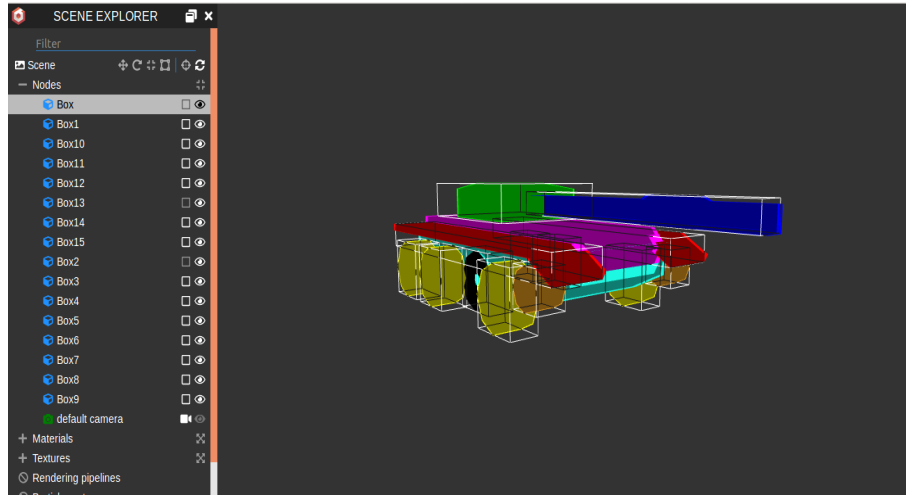 SCENE EXPLORER
Filter
Scene
Nodes
Box
Box1
Box10
Box11
Box12
Box13
Box14
Box15
Box2
Box3
Box4
Box5
Box6
Box7
Box8
Box9
default camera
Materials
Textures
Rendering pipelines